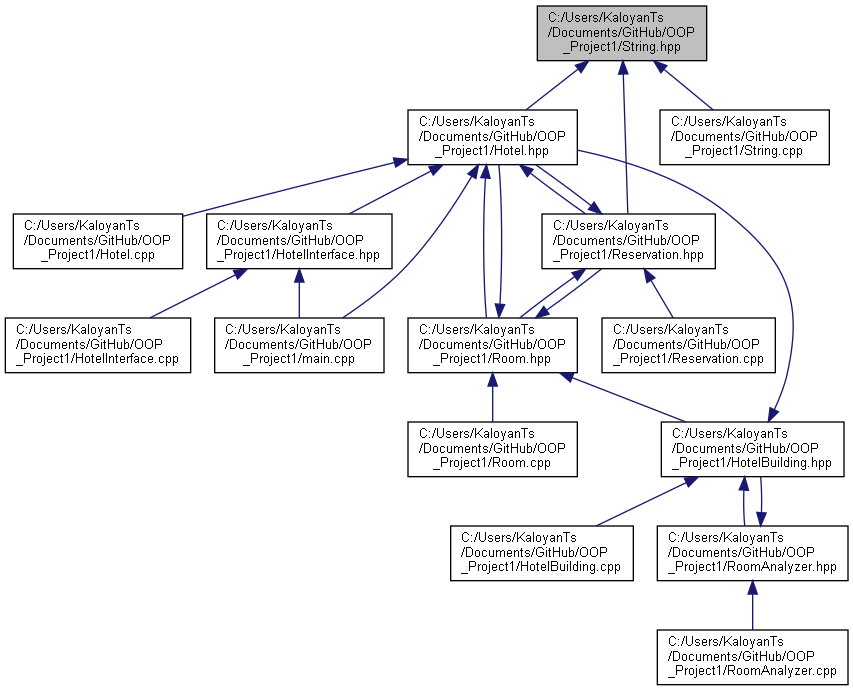 C:/Users/KaloyanTs
/Documents/GitHub/OOP
_Project1/String.hpp
C:/Users/KaloyanTs
/Documents/GitHub/OOP
_Project1/Hotel.hpp
C:/Users/KaloyanTs
/Documents/GitHub/OOP
_Project1/String.cpp
C:/Users/KaloyanTs
/Documents/GitHub/OOP
_Project1/Hotel.cpp
C:/Users/KaloyanTs
/Documents/GitHub/OOP
_Project1/HotelInterface.hpp
C:/Users/KaloyanTs
/Documents/GitHub/OOP
_Project1/Reservation.hpp
C:/Users/KaloyanTs
/Documents/GitHub/OOP
_Project1/HotelInterface.cpp
C:/Users/KaloyanTs
/Documents/GitHub/OOP
_Project1/main.cpp
C:/Users/KaloyanTs
/Documents/GitHub/OOP
_Project1/Room.hpp
C:/Users/KaloyanTs
/Documents/GitHub/OOP
_Project1/Reservation.cpp
C:/Users/KaloyanTs
/Documents/GitHub/OOP
_Project1/Room.cpp
C:/Users/KaloyanTs
/Documents/GitHub/OOP
_Project1/HotelBuilding.hpp
C:/Users/KaloyanTs
/Documents/GitHub/OOP
_Project1/HotelBuilding.cpp
C:/Users/KaloyanTs
/Documents/GitHub/OOP
_Project1/RoomAnalyzer.hpp
C:/Users/KaloyanTs
/Documents/GitHub/OOP
_Project1/RoomAnalyzer.cpp